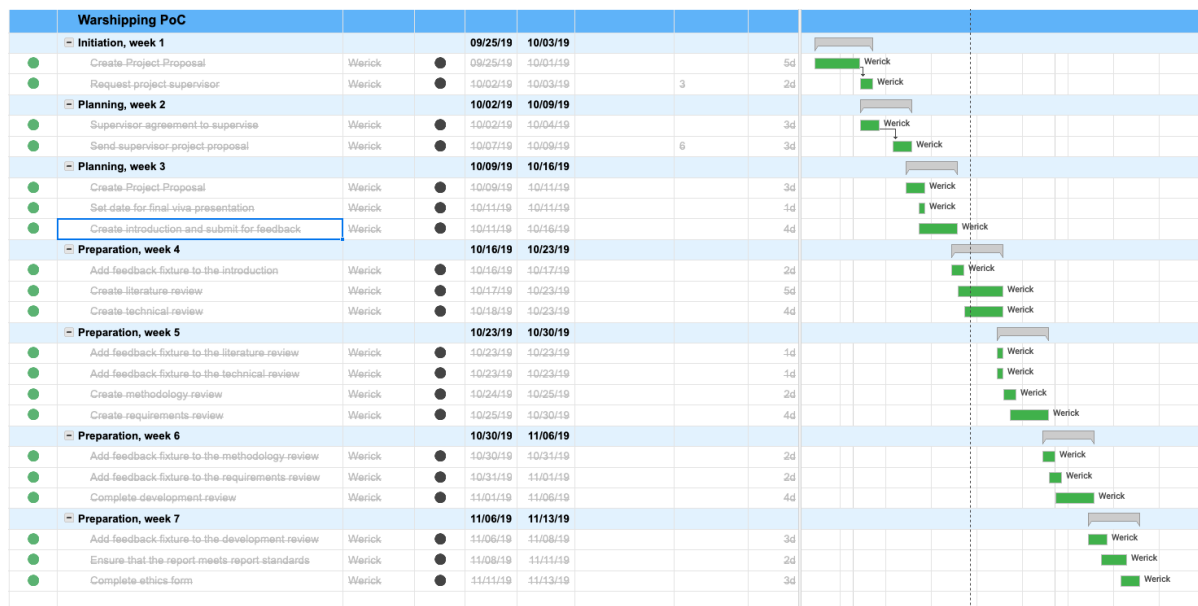 Warshipping PoC
Initiation, week 1 09/25/19 10/03/19
Create Project Proposal Werick 09/25/19 10/01/19 5d Werick
Request project supervisor Werick 10/02/19 10/03/19 3 2d Werick
Planning, week 2 10/02/19 10/09/19
Supervisor agreement to supervise Werick 10/02/19 10/04/19 3d Werick
Send supervisor project proposal Werick 10/07/19 10/09/19 6 3d Werick
Planning, week 3 10/09/19 10/16/19
Create Project Proposal Werick 10/09/19 10/11/19 3d Werick
Set date for final viva presentation Werick 10/11/19 10/11/19 1d Werick
Create introduction and submit for feedback Werick 10/11/19 10/16/19 4d Werick
Preparation, week 4 10/16/19 10/23/19
Add feedback fixture to the introduction Werick 10/16/19 10/17/19 2d Werick
Create literature review Werick 10/17/19 10/23/19 5d Werick
Create technical review Werick 10/18/19 10/23/19 4d Werick
Preparation, week 5 10/23/19 10/30/19
Add feedback fixture to the literature review Werick 10/23/19 10/23/19 1d Werick
Add feedback fixture to the technical review Werick 10/23/19 10/23/19 1d Werick
Create methodology review Werick 10/24/19 10/25/19 2d Werick
Create requirements review Werick 10/25/19 10/30/19 4d Werick
Preparation, week 6 10/30/19 11/06/19
Add feedback fixture to the methodology review Werick 10/30/19 10/31/19 2d Werick
Add feedback fixture to the requirements review Werick 10/31/19 11/01/19 2d Werick
Complete development review Werick 11/01/19 11/06/19 4d Werick
Preparation, week 7 11/06/19 11/13/19
Add feedback fixture to the development review Werick 11/06/19 11/08/19 3d Werick
Ensure that the report meets report standards Werick 11/08/19 11/11/19 2d Werick
Complete ethics form Werick 11/11/19 11/13/19 3d Werick